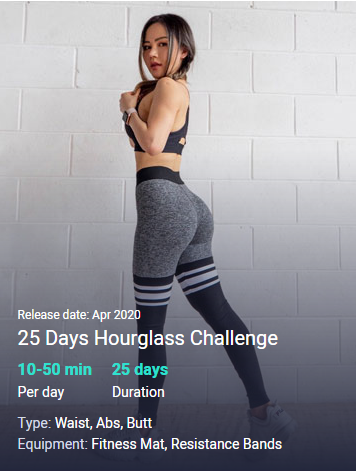 Release date: Apr 2020
25 Days Hourglass Challenge
10-50 min 25 days
Per day Duration
Type: Waist, Abs, Butt
Equipment: Fitness Mat, Resistance Bands